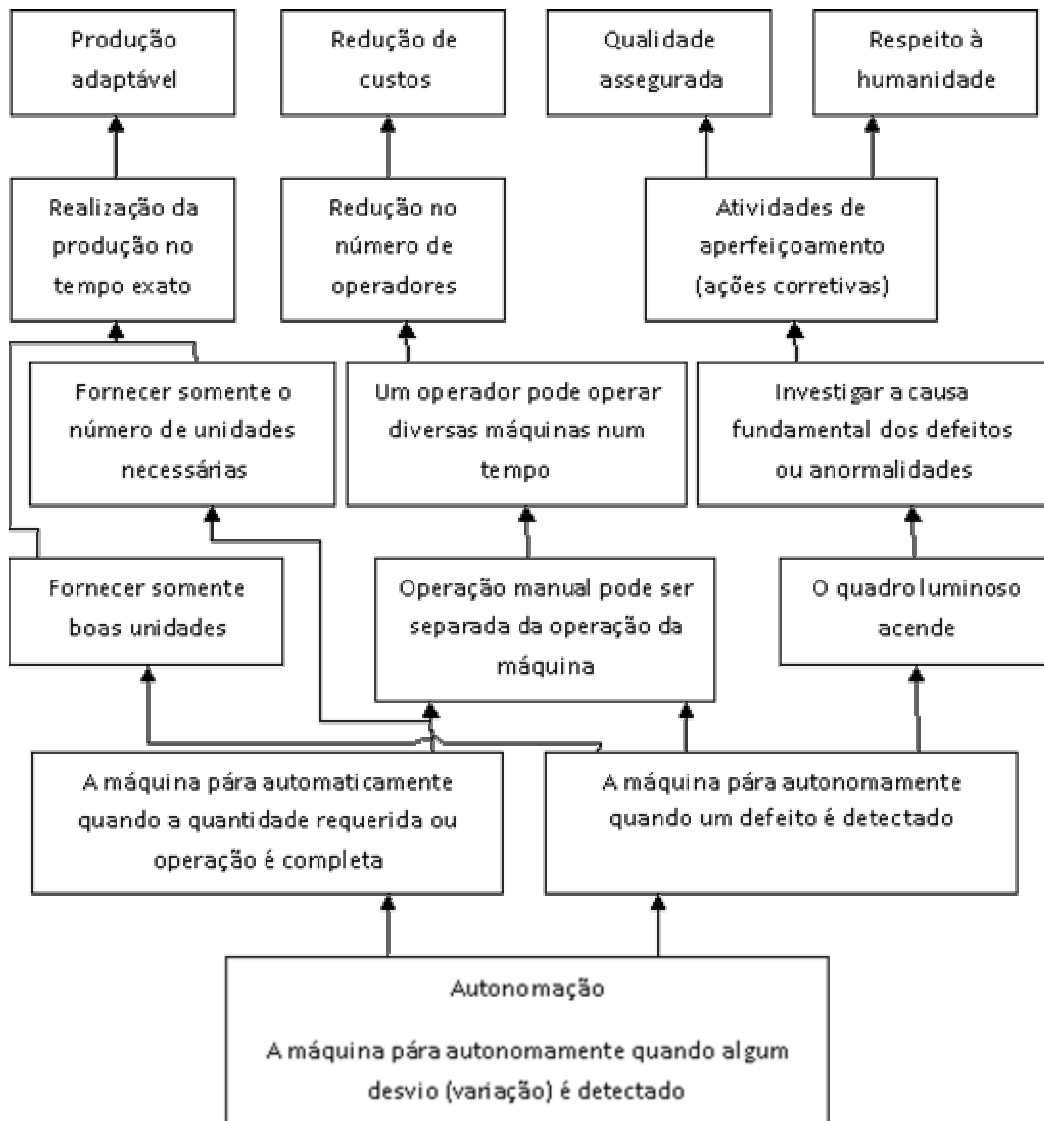 Produção
adaptável
Redução de
custos
Qualidade
assegurada
Respeito à
humanidade
Realização da
produção no
tempo exato
Redução no
número de
operadores
Atividades de
aperfeiçoamento
(ações corretivas)
Fornecer somente o
número de unidades
necessárias
Um operador pode operar
diversas máquinas num
tempo
Investigar a causa
fundamental dos defeitos
ou anormalidades
Fornecer somente
boas unidades
Operação manual pode ser
separada da operação da
máquina
O quadro luminoso
acende
A máquina pára automaticamente
quando a quantidade requerida ou
operação é completa
A máquina pára autonomamente
quando um defeito é detectado
Autonomação
A máquina pára autonomamente quando algum
desvio (variação) é detectado